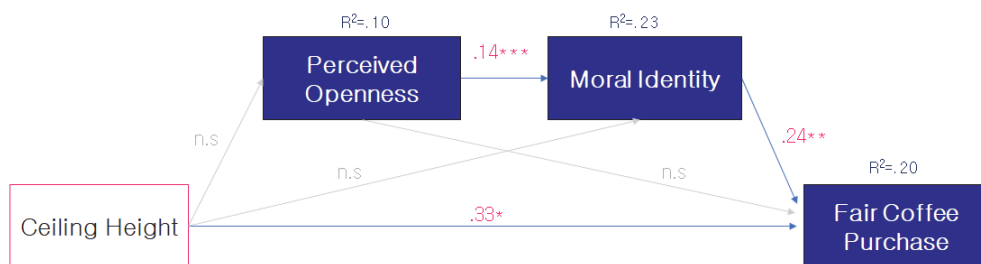 R²=.10
R²=.23
.14***
Perceived
Openness
Moral Identity
n.s
.24**
n.s
n.s
R²=.20
.33*
Ceiling Height
Fair Coffee
Purchase